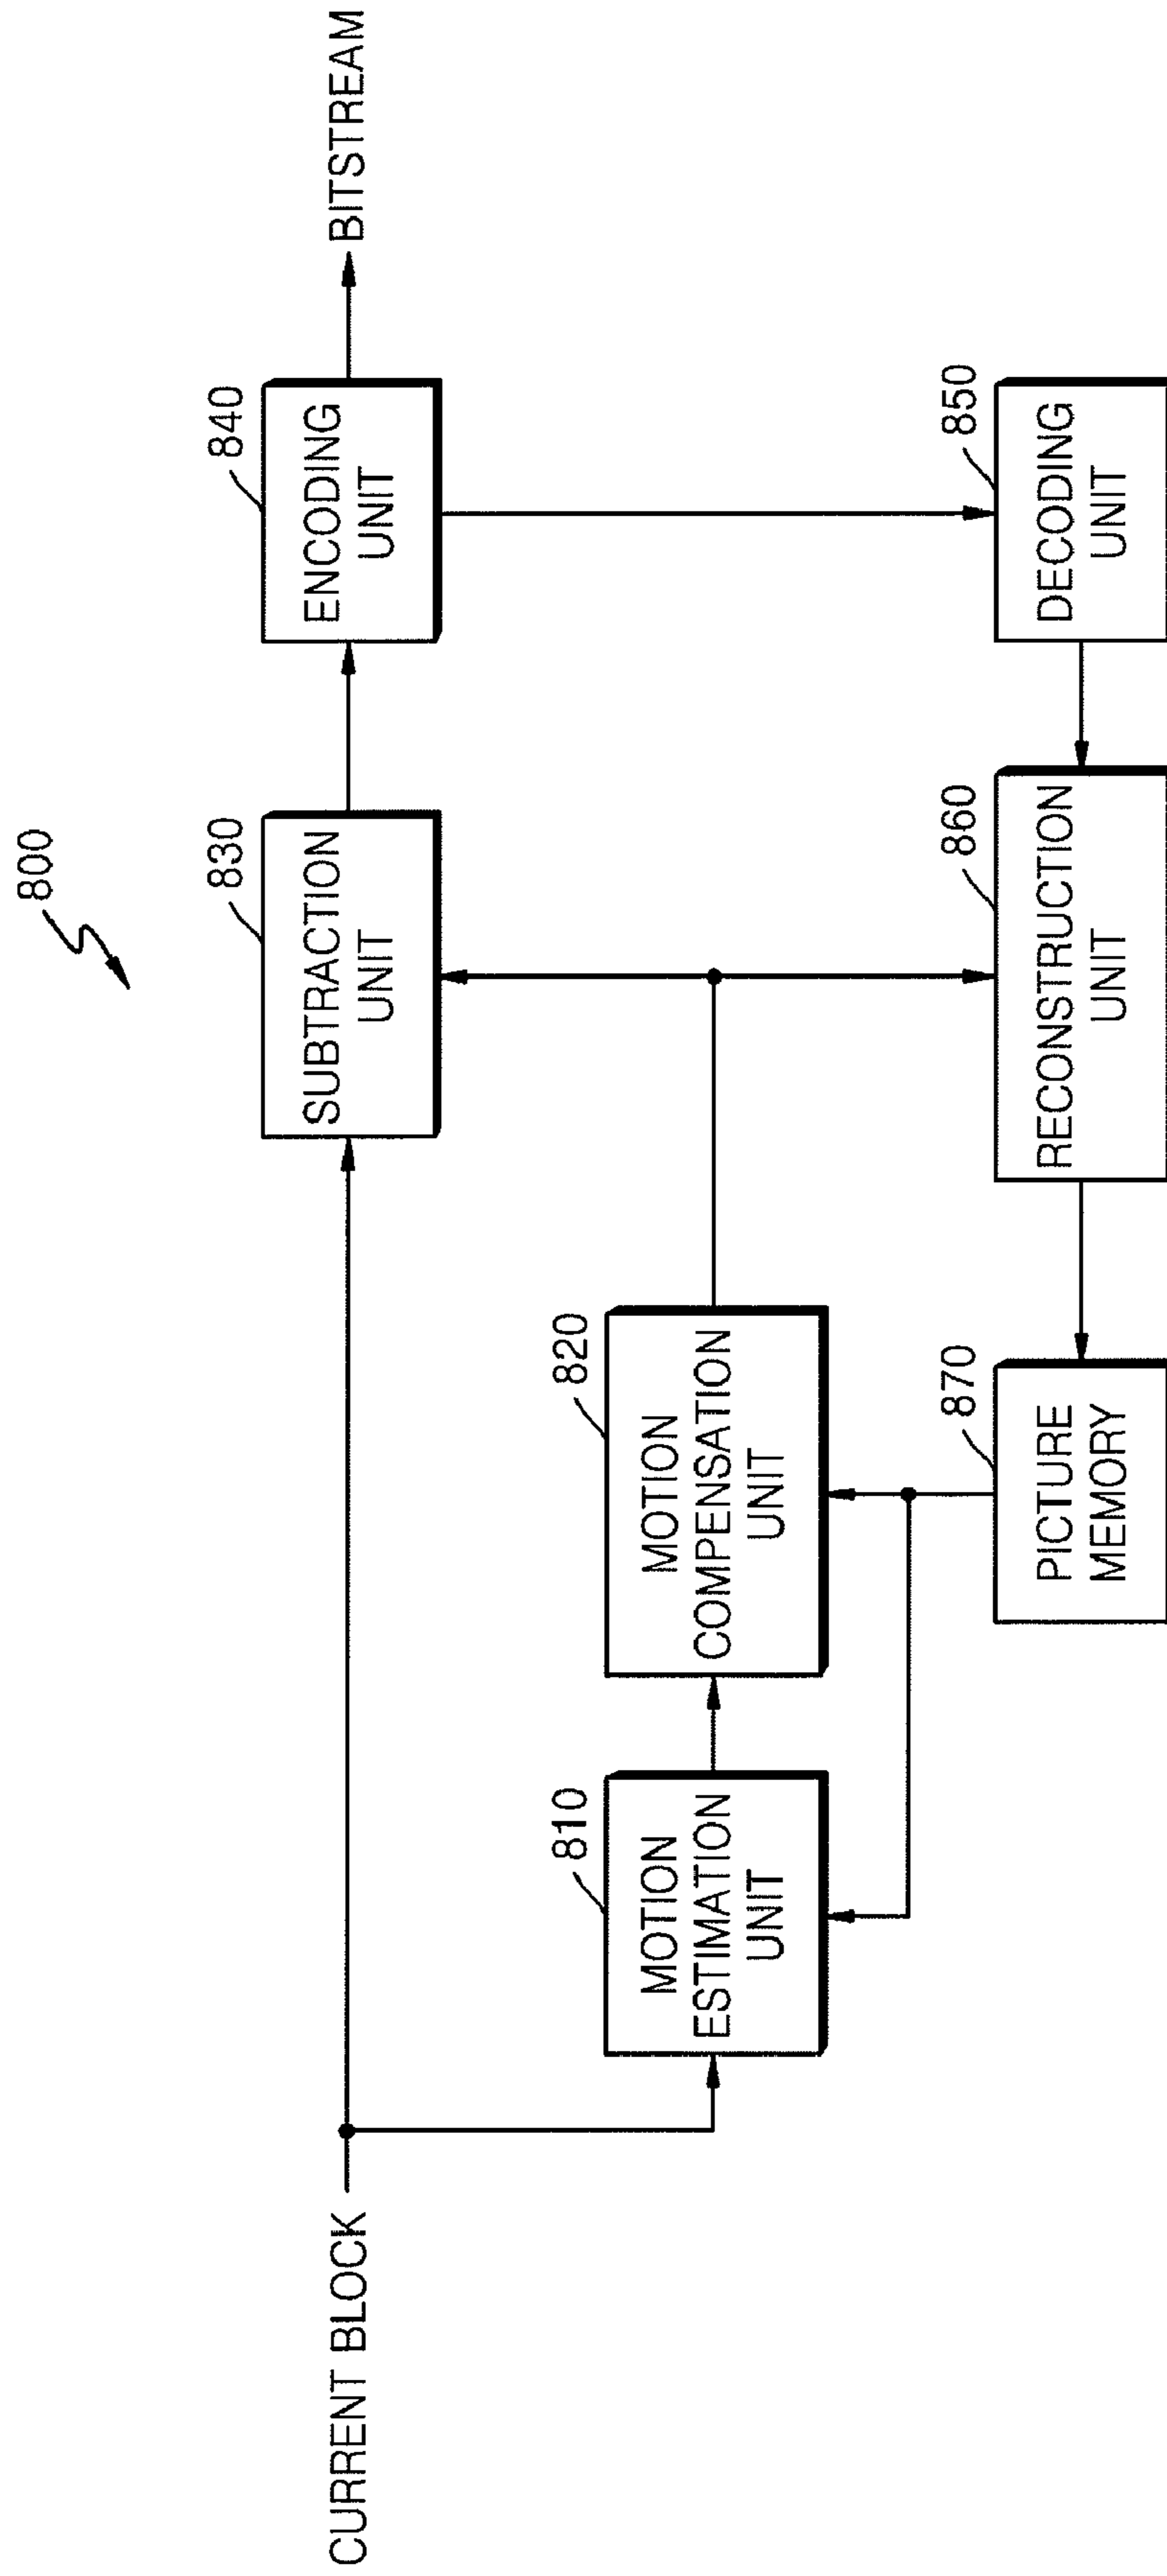 800
CURRENT BLOCK
830
SUBTRACTION
UNIT
840
ENCODING
UNIT
BITSTREAM
810
MOTION
ESTIMATION
UNIT
820
MOTION
COMPENSATION
UNIT
870
PICTURE
MEMORY
860
RECONSTRUCTION
UNIT
850
DECODING
UNIT